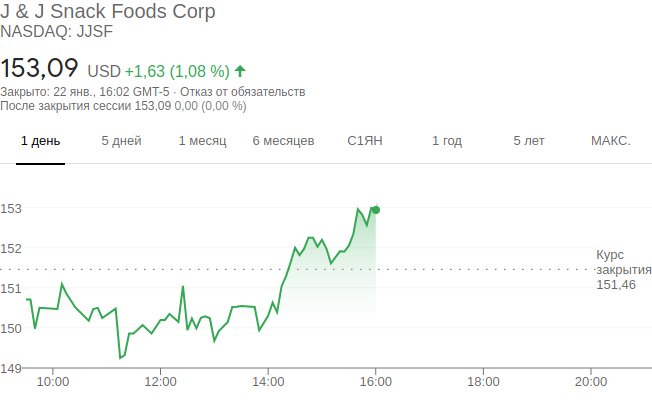 J & J Snack Foods Corp
NASDAQ: JJSF
153,09 USD +1,63 (1,08 %)
Закрыто: 22 янв., 16:02 GMT-5 · Отказ от обязательств
После закрытия сессии 153,09 0,00 (0,00 %)
1 день 5 дней 1 месяц 6 месяцев С1ЯН 1 год 5 лет МАКС.
153
152
Курс
закрытия
151,46
151
150
149
10:00 12:00 14:00 16:00 18:00 20:00